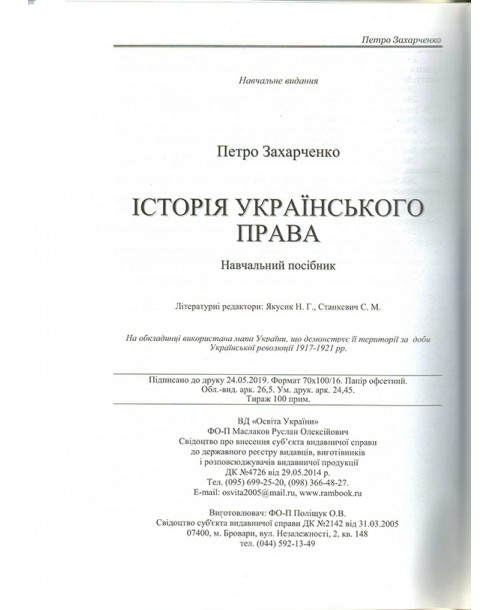 Петро Захарченко
Навчальне видання
Петро Захарченко
ІСТОРІЯ УКРАЇНСЬКОГО
ПРАВА
Навчальний посібник
Літературні редактори: Якусик Н. Г., Станкевич С. М.
На обкладинці використана мапа України, що демонструє її території за доби
Української революції 1917-1921 рр.
Підписано до друку 24.05.2019. Формат 70х100/16. Папір офсетний.
Обл.-вид. арк. 26,5. Ум. друк. арк. 24,45.
Тираж 100 прим.
ВД «Освіта України»
ФО-П Маслаков Руслан Олексійович
Свідоцтво про внесення суб’єкта видавничої справи
до державного реєстру видавців, виготівників
і розповсюджувачів видавничої продукції
ДК №4726 від 29.05.2014 р.
Тел. (095) 699-25-20, (098) 366-48-27.
E-mail: osvita2005@mail.ru, www.rambook.ru
Виготовлювач: ФО-П Поліщук О.В.
Свідоцтво суб'єкта видавничої справи ДК №2142 від 31.03.2005
07400, м. Бровари, вул. Незалежності, 2, кв. 148
тел. (044) 592-13-49